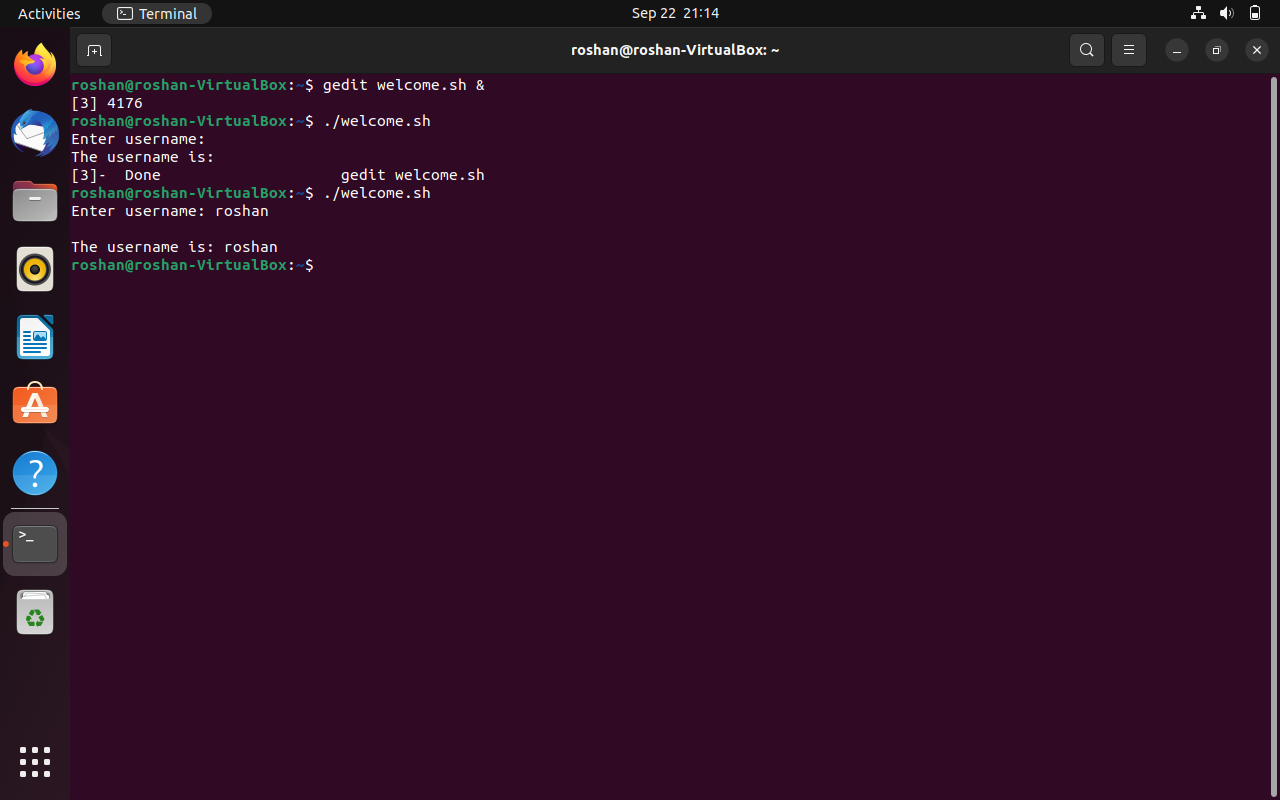 Activities
Terminal
Sep 22 21:14
roshan@roshan-VirtualBox: ~
roshan@roshan-VirtualBox:~$ gedit welcome.sh &
[3] 4176
roshan@roshan-VirtualBox:~$ ./welcome.sh
Enter username:
The username is:
[3]-  Done                    gedit welcome.sh
roshan@roshan-VirtualBox:~$ ./welcome.sh
Enter username: roshan
The username is: roshan
roshan@roshan-VirtualBox:~$